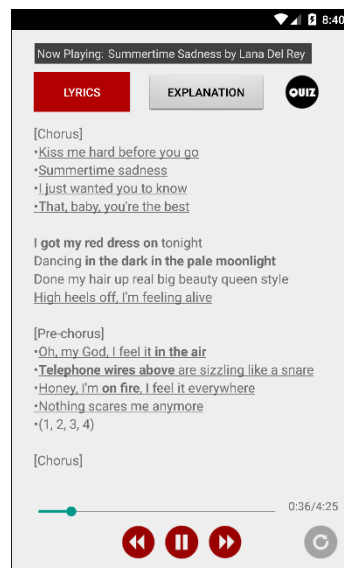 8:40
Now Playing: Summertime Sadness by Lana Del Rey
LYRICS EXPLANATION QUIZ
[Chorus]
•Kiss me hard before you go
•Summertime sadness
•I just wanted you to know
•That, baby, you're the best
I got my red dress on tonight
Dancing in the dark in the pale moonlight
Done my hair up real big beauty queen style
High heels off, I'm feeling alive
[Pre-chorus]
•Oh, my God, I feel it in the air
•Telephone wires above are sizzling like a snare
•Honey, I'm on fire, I feel it everywhere
•Nothing scares me anymore
•(1, 2, 3, 4)
[Chorus]
0:36/4:25